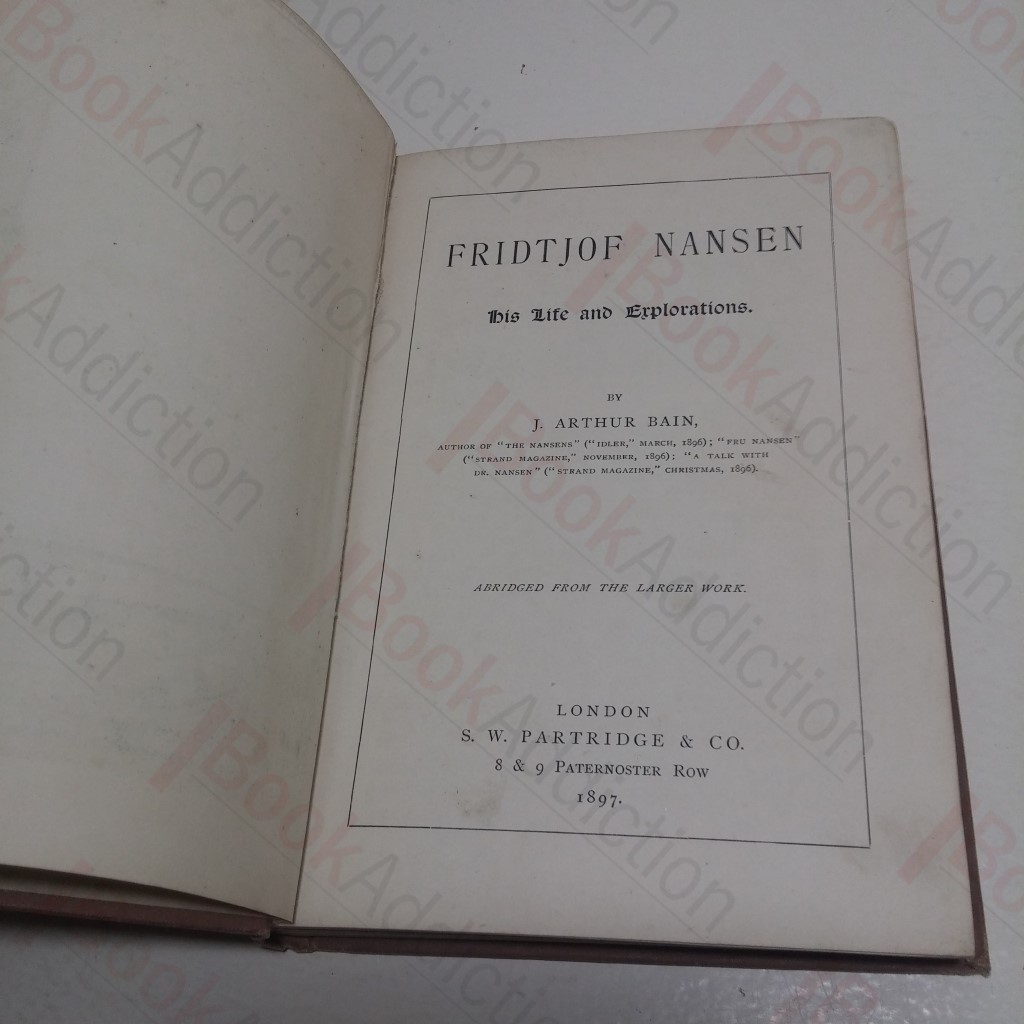 FRIDTJOF NANSEN
His Life and Explorations.
BY
J. ARTHUR BAIN,
AUTHOR OF "THE NANSENS" ("IDLER," MARCH, 1896); "FRU NANSEN"
("STRAND MAGAZINE," NOVEMBER, 1896); "A TALK WITH
DR. NANSEN" ("STRAND MAGAZINE," CHRISTMAS, 1896).
ABRIDGED FROM THE LARGER WORK.
LONDON
S. W. PARTRIDGE & CO.
8 & 9 PATERNOSTER ROW
1897.
BookAddiction